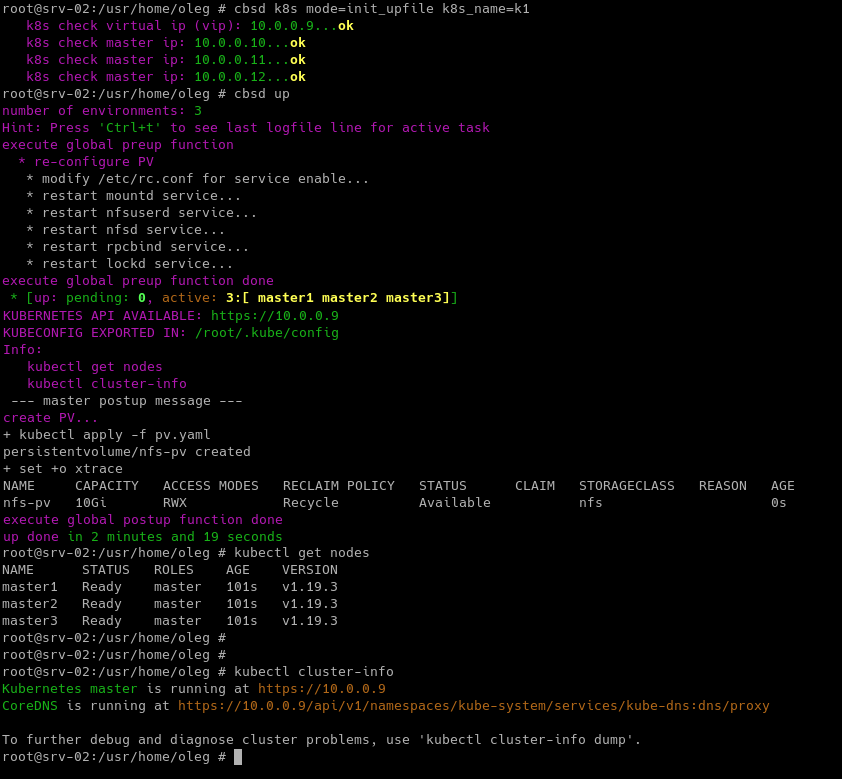 root@srv-02:/usr/home/oleg # cbsd k8s mode=init_upfile k8s_name=k1
   k8s check virtual ip (vip): 10.0.0.9...ok
   k8s check master ip: 10.0.0.10...ok
   k8s check master ip: 10.0.0.11...ok
   k8s check master ip: 10.0.0.12...ok
root@srv-02:/usr/home/oleg # cbsd up
number of environments: 3
Hint: Press 'Ctrl+t' to see last logfile line for active task
execute global preup function
  * re-configure PV
   * modify /etc/rc.conf for service enable...
   * restart mountd service...
   * restart nfsuserd service...
   * restart nfsd service...
   * restart rpcbind service...
   * restart lockd service...
execute global preup function done
 * [up: pending: 0, active: 3:[ master1 master2 master3]]
KUBERNETES API AVAILABLE: https://10.0.0.9
KUBECONFIG EXPORTED IN: /root/.kube/config
Info:
   kubectl get nodes
   kubectl cluster-info
 --- master postup message ---
create PV...
+ kubectl apply -f pv.yaml
persistentvolume/nfs-pv created
+ set +o xtrace
NAME     CAPACITY   ACCESS MODES   RECLAIM POLICY   STATUS      CLAIM   STORAGECLASS   REASON   AGE
nfs-pv   10Gi       RWX            Recycle          Available           nfs                     0s
execute global postup function done
up done in 2 minutes and 19 seconds
root@srv-02:/usr/home/oleg # kubectl get nodes
NAME      STATUS   ROLES    AGE    VERSION
master1   Ready    master   101s   v1.19.3
master2   Ready    master   101s   v1.19.3
master3   Ready    master   101s   v1.19.3
root@srv-02:/usr/home/oleg #
root@srv-02:/usr/home/oleg #
root@srv-02:/usr/home/oleg # kubectl cluster-info
Kubernetes master is running at https://10.0.0.9
CoreDNS is running at https://10.0.0.9/api/v1/namespaces/kube-system/services/kube-dns:dns/proxy

To further debug and diagnose cluster problems, use 'kubectl cluster-info dump'.
root@srv-02:/usr/home/oleg #